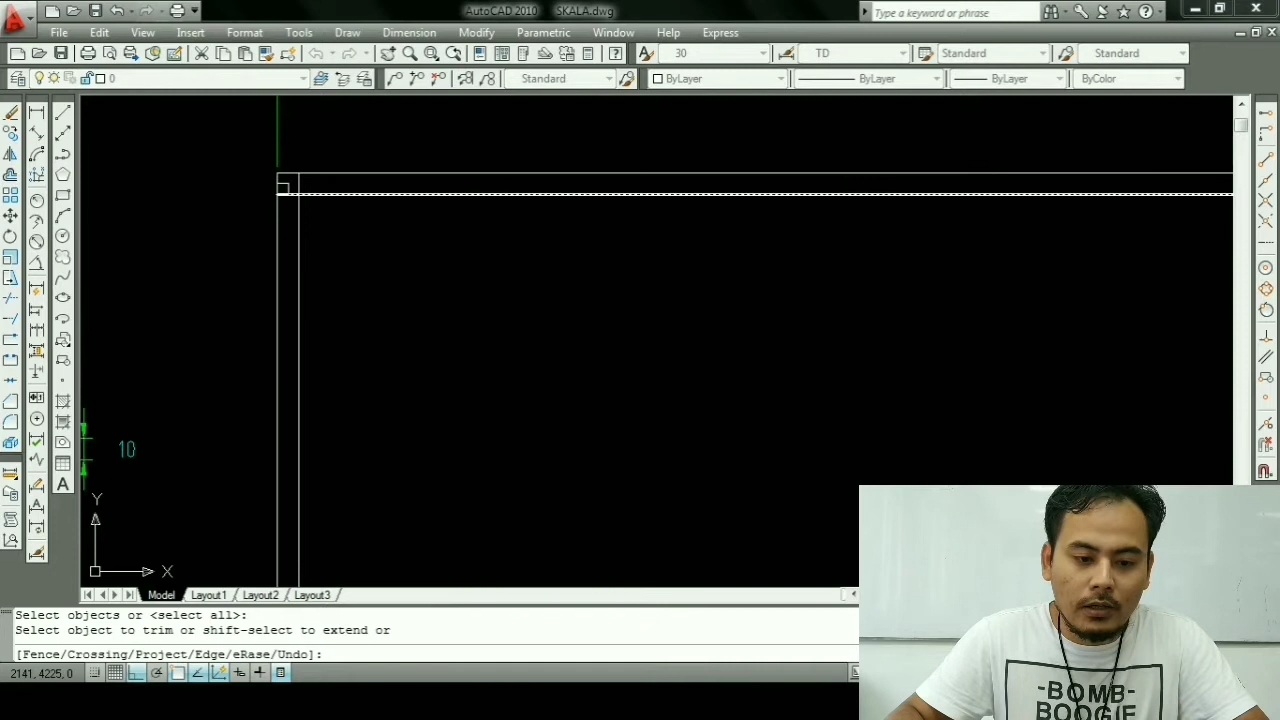 AutoCAD 2010 SKALA.dwg
Type a keyword or phrase
File Edit View Insert Format Tools Draw Dimension Modify Parametric Window Help Express
30 TD Standard Standard
0 Standard ByLayer ByLayer ByLayer ByColor
10
Y
X
Model Layout1 Layout2 Layout3
Select objects or <select all>:
Select object to trim or shift-select to extend or
[Fence/Crossing/Project/Edge/eRase/Undo]:
2141, 4225, 0
-BOMB-
BOOGIE